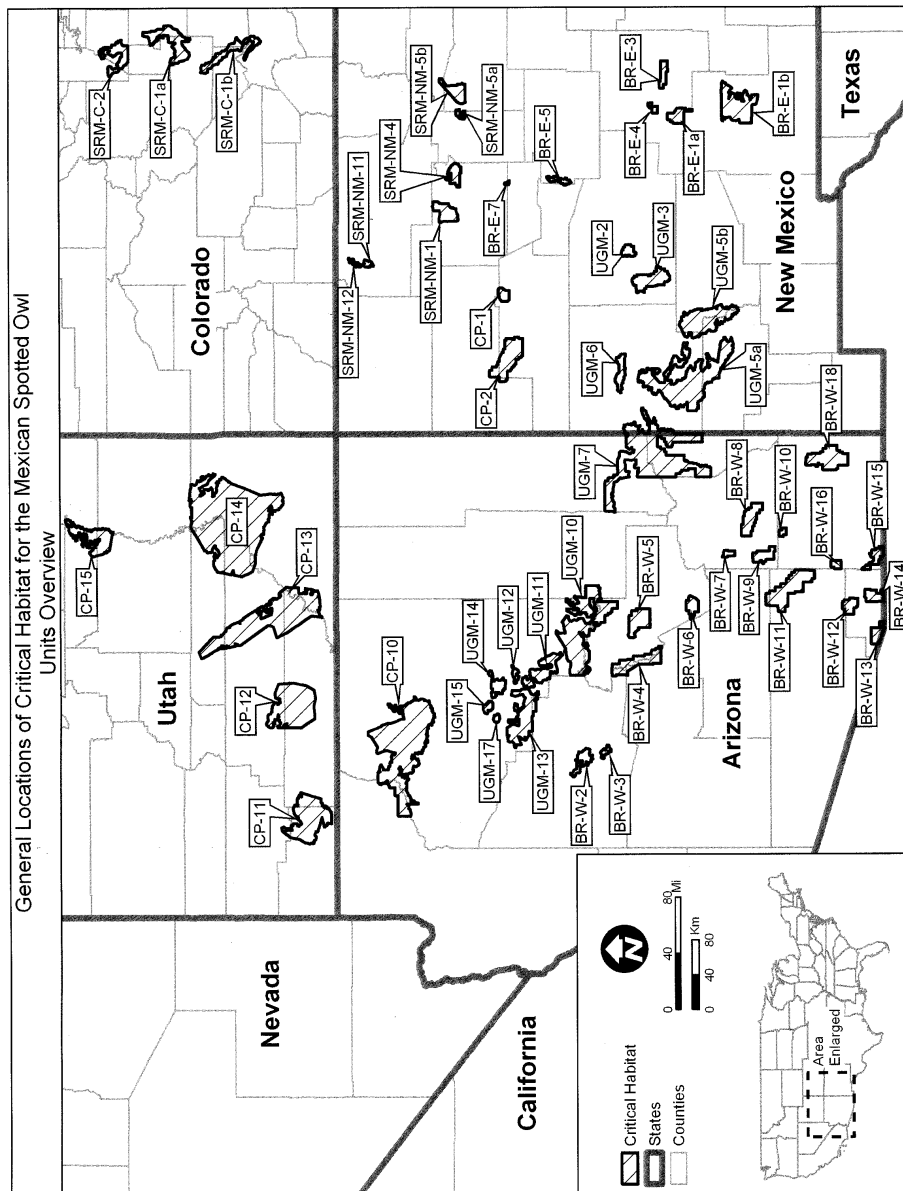 General Locations of Critical Habitat for the Mexican Spotted Owl
Units Overview
Nevada
Utah
Colorado
California
Arizona
New Mexico
Texas
CP-15
CP-14
CP-13
CP-12
CP-11
SRM-C-2
SRM-C-1a
SRM-C-1b
CP-10
UGM-15
UGM-14
UGM-17
UGM-12
UGM-11
UGM-13
UGM-10
BR-W-2
BR-W-3
BR-W-5
BR-W-4
BR-W-6
UGM-7
BR-W-7
BR-W-8
BR-W-9
BR-W-10
BR-W-11
BR-W-18
BR-W-16
BR-W-12
BR-W-15
BR-W-13
BR-W-14
SRM-NM-12
SRM-NM-11
SRM-NM-1
SRM-NM-4
SRM-NM-5b
SRM-NM-5a
CP-1
CP-2
BR-E-7
BR-E-5
UGM-6
UGM-2
UGM-3
UGM-5b
UGM-5a
BR-E-4
BR-E-3
BR-E-1a
BR-E-1b
Critical Habitat
States
Counties
N
0 40 80 Mi
0 40 80 Km
Area
Enlarged